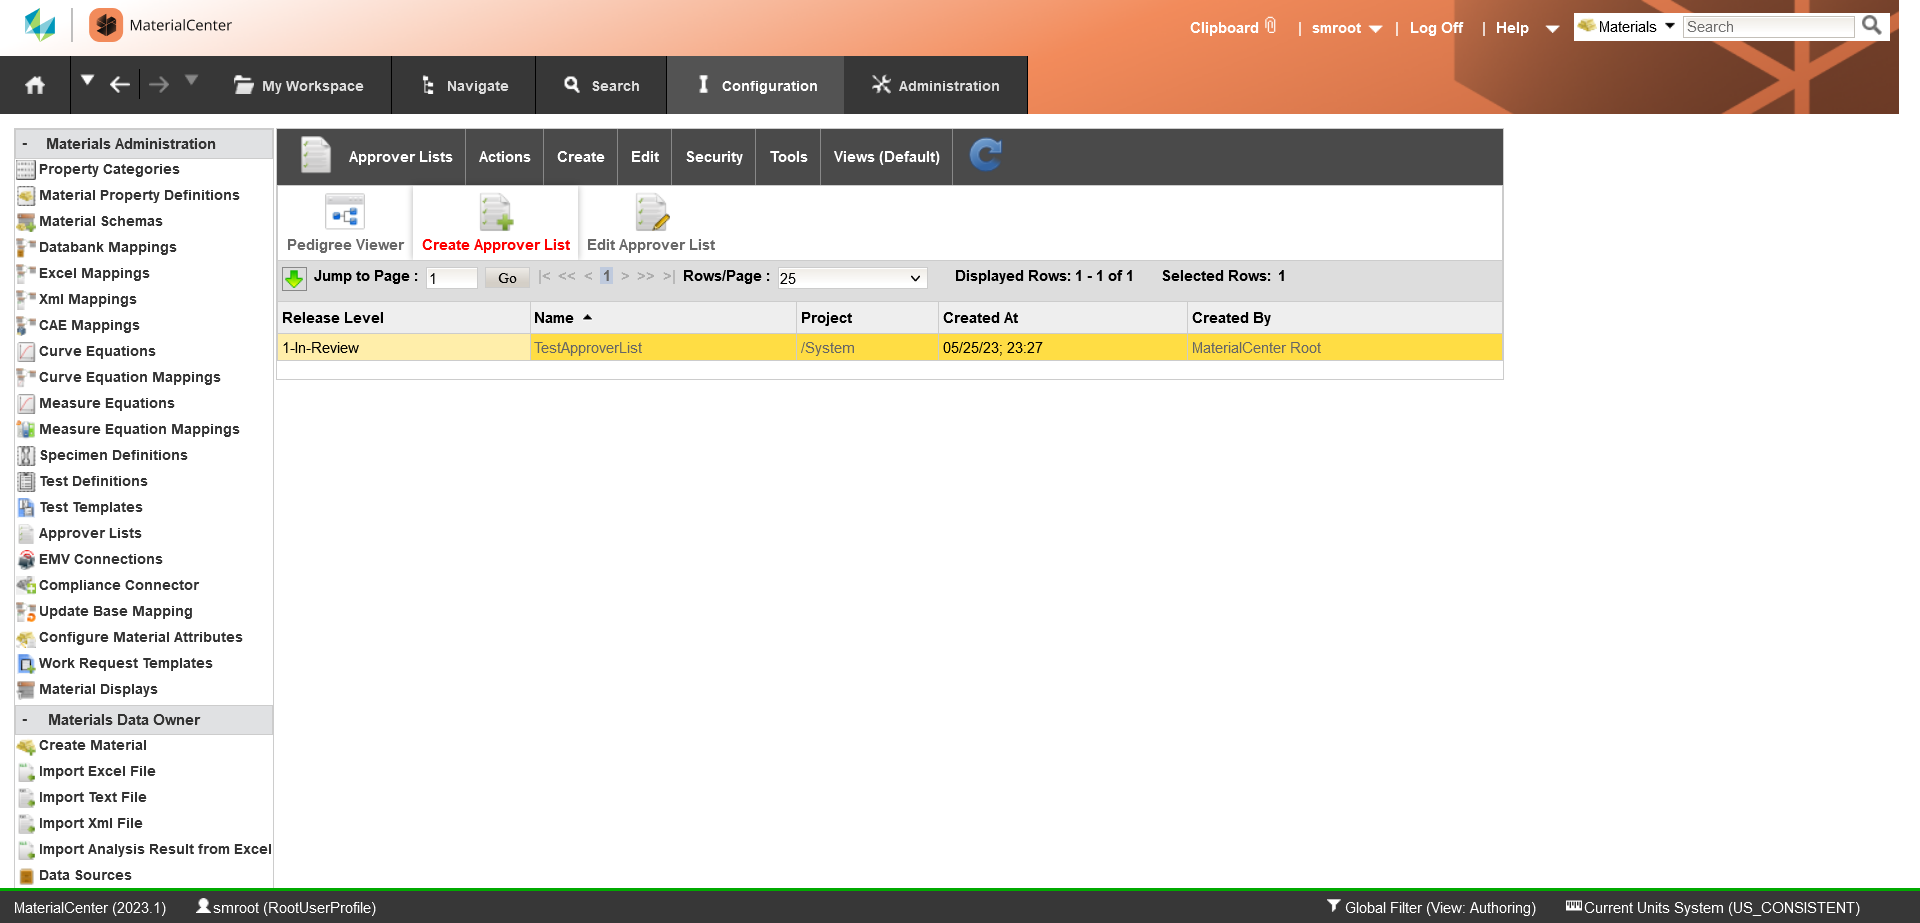 MaterialCenter
Clipboard | smroot | Log Off | Help Materials Search
My Workspace Navigate Search Configuration Administration
- Materials Administration
Property Categories
Material Property Definitions
Material Schemas
Databank Mappings
Excel Mappings
Xml Mappings
CAE Mappings
Curve Equations
Curve Equation Mappings
Measure Equations
Measure Equation Mappings
Specimen Definitions
Test Definitions
Test Templates
Approver Lists
EMV Connections
Compliance Connector
Update Base Mapping
Configure Material Attributes
Work Request Templates
Material Displays
- Materials Data Owner
Create Material
Import Excel File
Import Text File
Import Xml File
Import Analysis Result from Excel
Data Sources
Approver Lists Actions Create Edit Security Tools Views (Default)
Pedigree Viewer Create Approver List Edit Approver List
Jump to Page : 1 Go |< << < 1 > >> >| Rows/Page : 25 Displayed Rows: 1 - 1 of 1 Selected Rows: 1
Release Level Name Project Created At Created By
1-In-Review TestApproverList /System 05/25/23; 23:27 MaterialCenter Root
MaterialCenter (2023.1) smroot (RootUserProfile) Global Filter (View: Authoring) Current Units System (US_CONSISTENT)